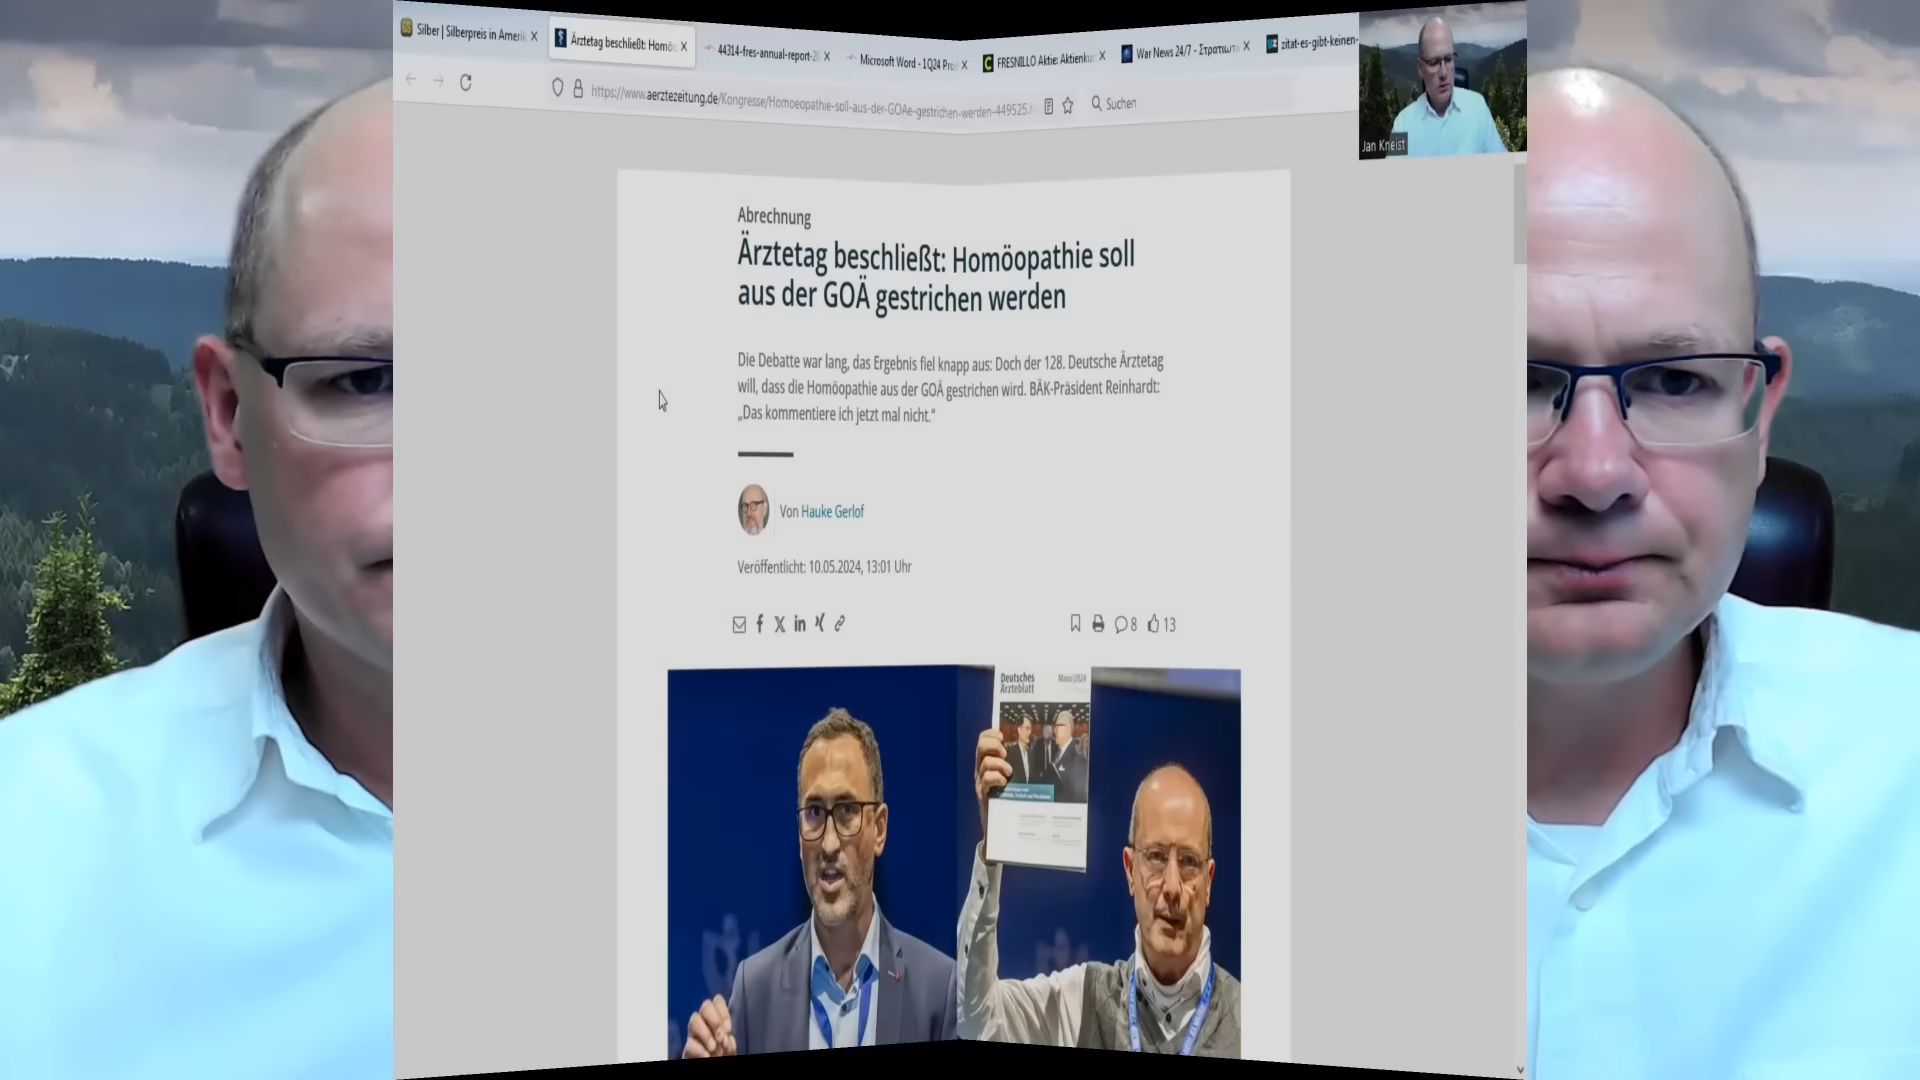 Silber | Silberpreis in Amerik
Ärztetag beschließt: Homöo
44314-fres-annual-report-2
Microsoft Word - 1Q24 Pro
FRESNILLO Aktie: Aktienkur
War News 24/7 - Στρατιωτι
zitat-es-gibt-keinen-
https://www.aerztezeitung.de/Kongresse/Homoeopathie-soll-aus-der-GOAe-gestrichen-werden-449525.h
Suchen
Jan Kneist
Abrechnung
Ärztetag beschließt: Homöopathie soll
aus der GOÄ gestrichen werden
Die Debatte war lang, das Ergebnis fiel knapp aus: Doch der 128. Deutsche Ärztetag
will, dass die Homöopathie aus der GOÄ gestrichen wird. BÄK-Präsident Reinhardt:
„Das kommentiere ich jetzt mal nicht.“
Von Hauke Gerlof
Veröffentlicht: 10.05.2024, 13:01 Uhr
8 13
Deutsches
Ärzteblatt
Mainz 2024